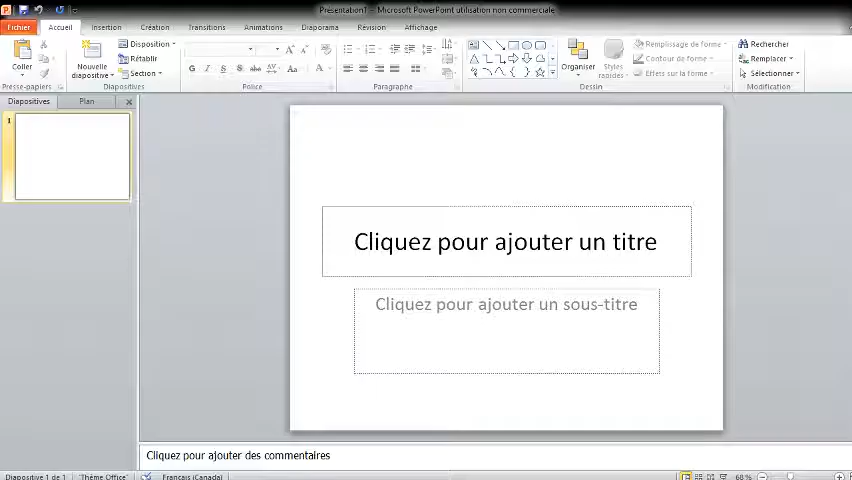 Présentation1 - Microsoft PowerPoint utilisation non commerciale
Fichier Accueil Insertion Création Transitions Animations Diaporama Révision Affichage
Coller
Nouvelle diapositive
Disposition
Rétablir
Section
G I S S abc AV Aa A
Organiser
Styles rapides
Remplissage de forme
Contour de forme
Effets sur la forme
Rechercher
Remplacer
Sélectionner
Presse-papiers Diapositives Police Paragraphe Dessin Modification
Diapositives Plan
1
Cliquez pour ajouter un titre
Cliquez pour ajouter un sous-titre
Cliquez pour ajouter des commentaires
Diapositive 1 de 1 "Thème Office" Français (Canada) 68 %